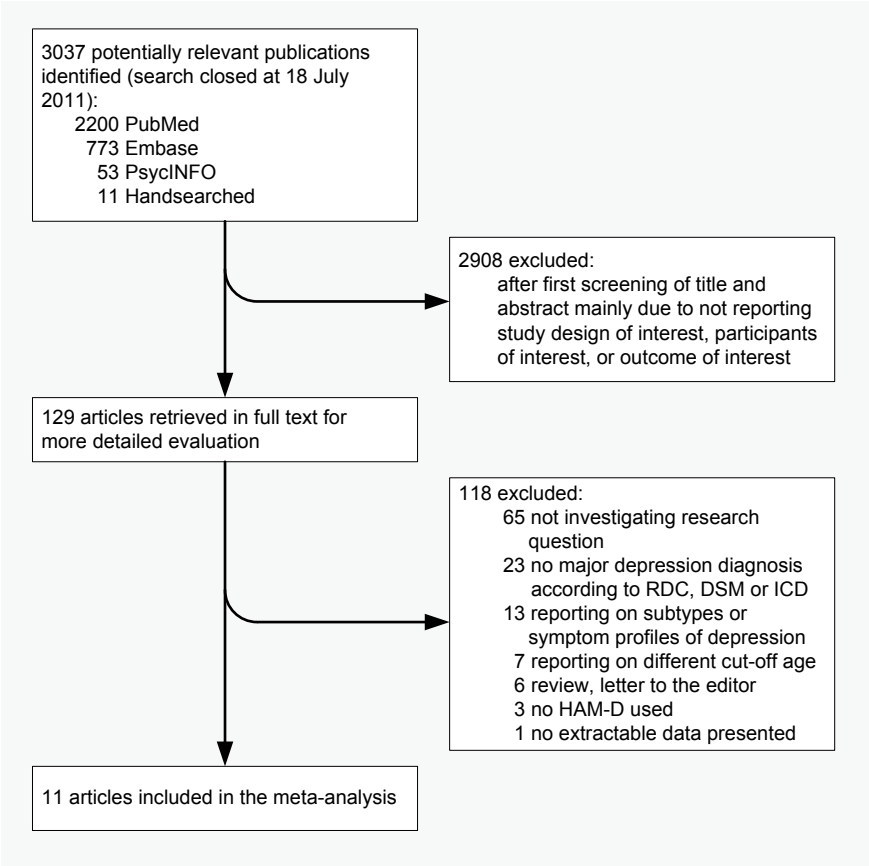 3037 potentially relevant publications
identified (search closed at 18 July
2011):
2200 PubMed
773 Embase
53 PsycINFO
11 Handsearched
2908 excluded:
after first screening of title and
abstract mainly due to not reporting
study design of interest, participants
of interest, or outcome of interest
129 articles retrieved in full text for
more detailed evaluation
118 excluded:
65 not investigating research
question
23 no major depression diagnosis
according to RDC, DSM or ICD
13 reporting on subtypes or
symptom profiles of depression
7 reporting on different cut-off age
6 review, letter to the editor
3 no HAM-D used
1 no extractable data presented
11 articles included in the meta-analysis